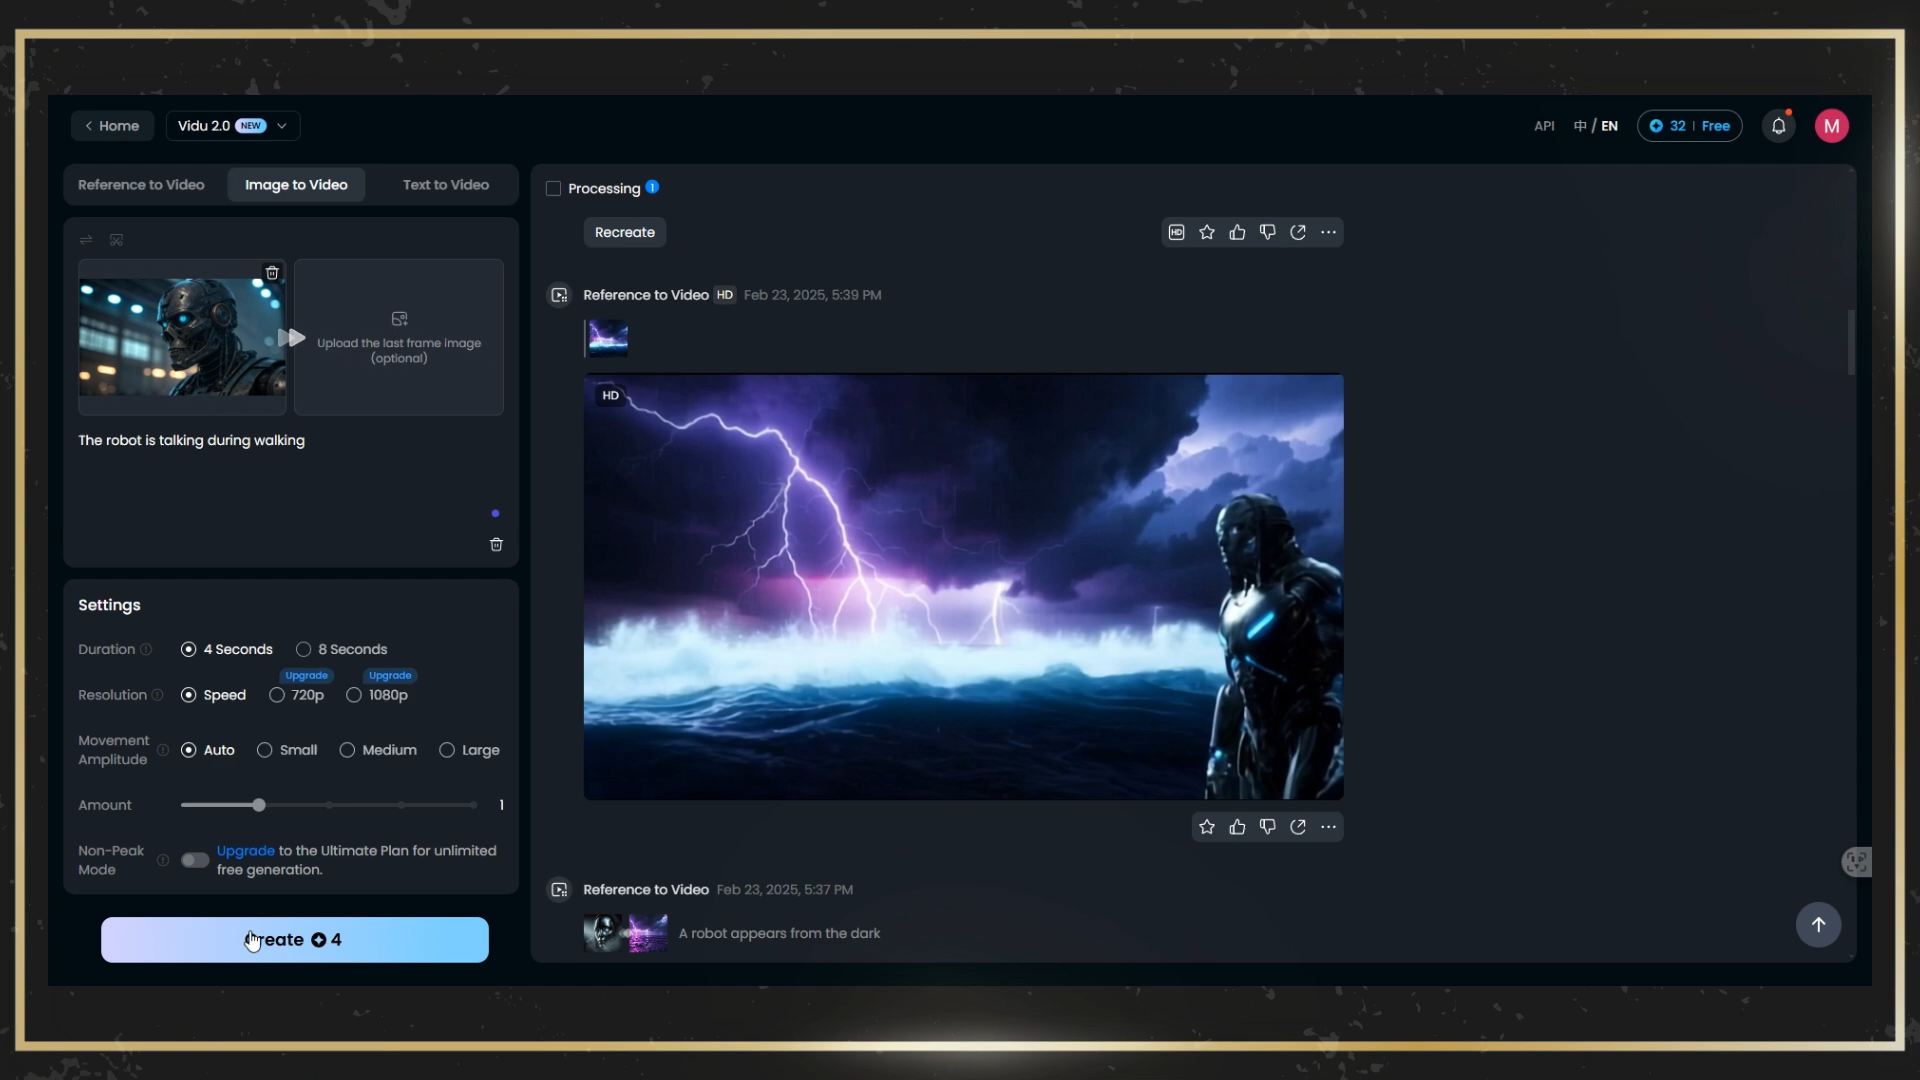 Home
Vidu 2.0 NEW
API
中 / EN
32 | Free
M
Reference to Video
Image to Video
Text to Video
Upload the last frame image
(optional)
The robot is talking during walking
Settings
Duration
4 Seconds
8 Seconds
Upgrade
Upgrade
Resolution
Speed
720p
1080p
Movement
Amplitude
Auto
Small
Medium
Large
Amount
1
Non-Peak
Mode
Upgrade to the Ultimate Plan for unlimited
free generation.
Create 4
Processing 1
Recreate
HD
Reference to Video HD Feb 23, 2025, 5:39 PM
HD
Reference to Video Feb 23, 2025, 5:37 PM
A robot appears from the dark